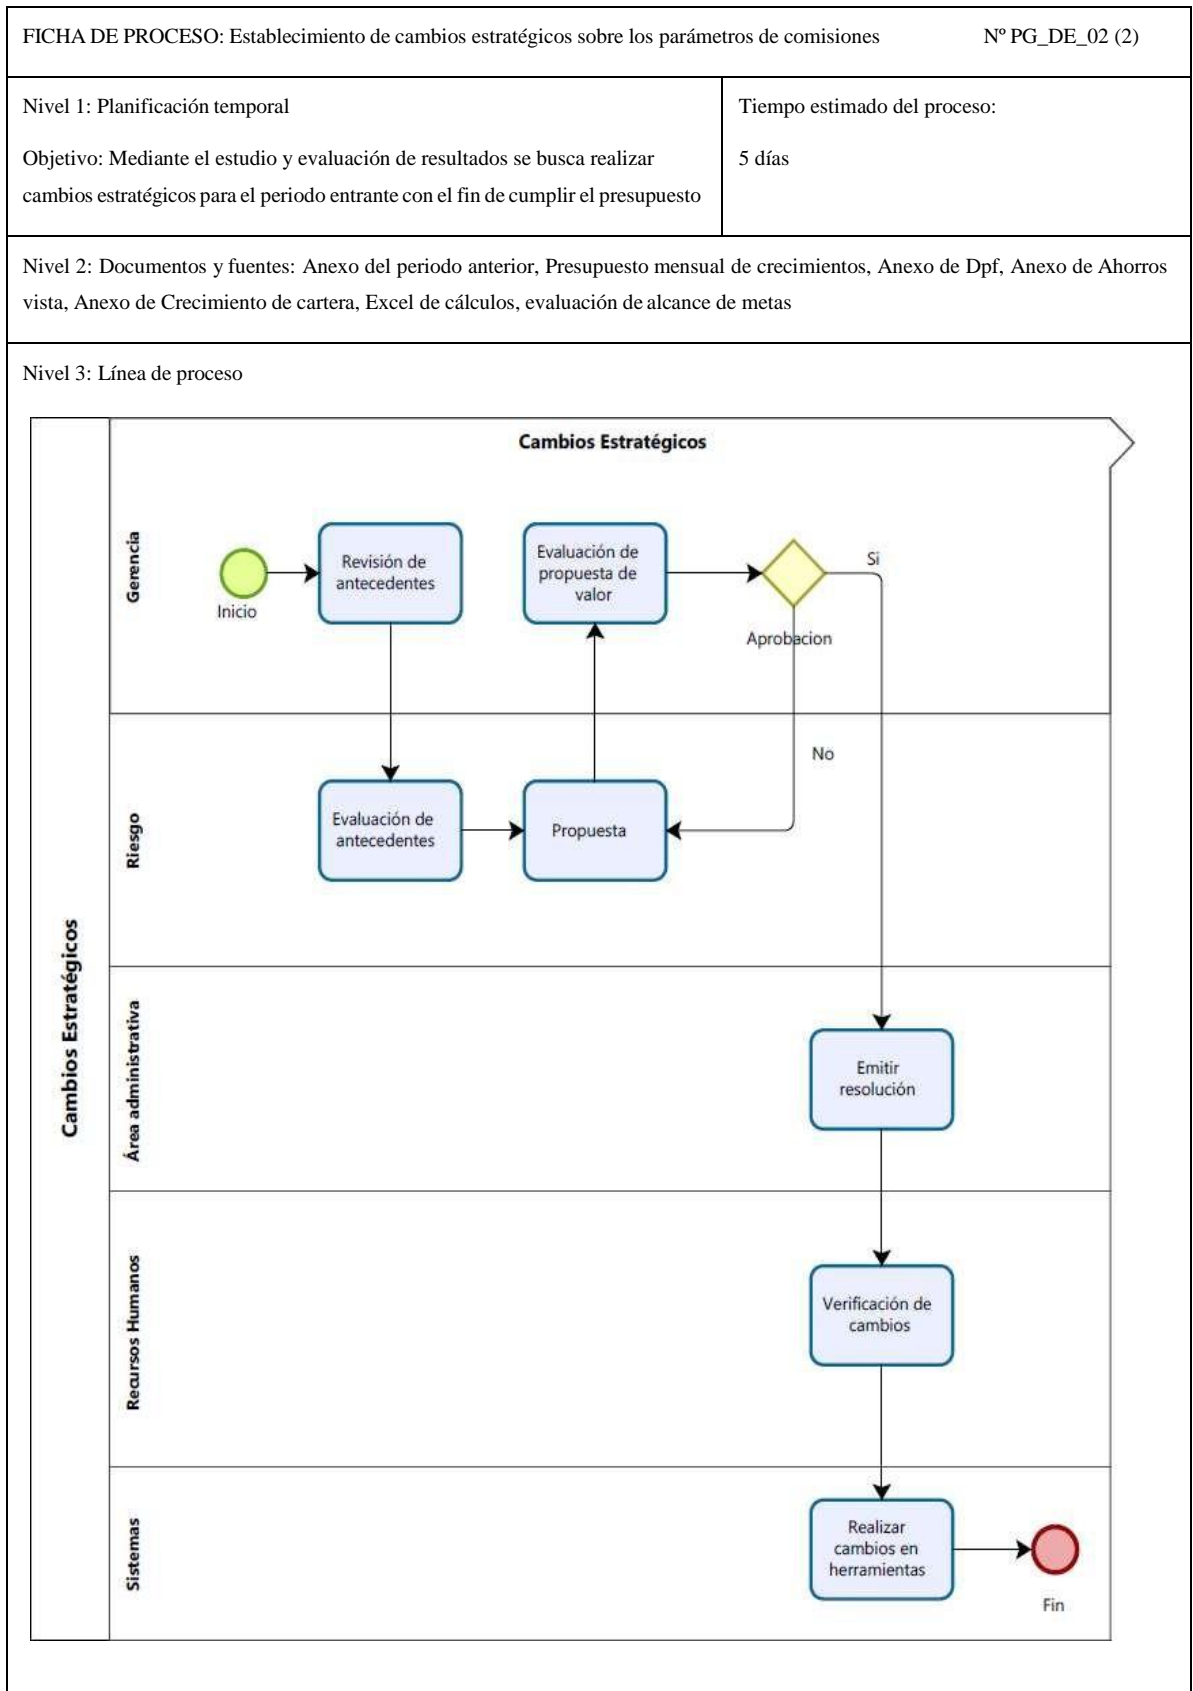 FICHA DE PROCESO: Establecimiento de cambios estratégicos sobre los parámetros de comisiones Nº PG_DE_02 (2)
Nivel 1: Planificación temporal
Objetivo: Mediante el estudio y evaluación de resultados se busca realizar
cambios estratégicos para el periodo entrante con el fin de cumplir el presupuesto
Tiempo estimado del proceso:
5 días
Nivel 2: Documentos y fuentes: Anexo del periodo anterior, Presupuesto mensual de crecimientos, Anexo de Dpf, Anexo de Ahorros
vista, Anexo de Crecimiento de cartera, Excel de cálculos, evaluación de alcance de metas
Nivel 3: Línea de proceso
Cambios Estratégicos
Cambios Estratégicos
Gerencia
Inicio
Revisión de
antecedentes
Evaluación de
propuesta de
valor
Aprobacion
Si
No
Riesgo
Evaluación de
antecedentes
Propuesta
Área administrativa
Emitir
resolución
Recursos Humanos
Verificación de
cambios
Sistemas
Realizar
cambios en
herramientas
Fin